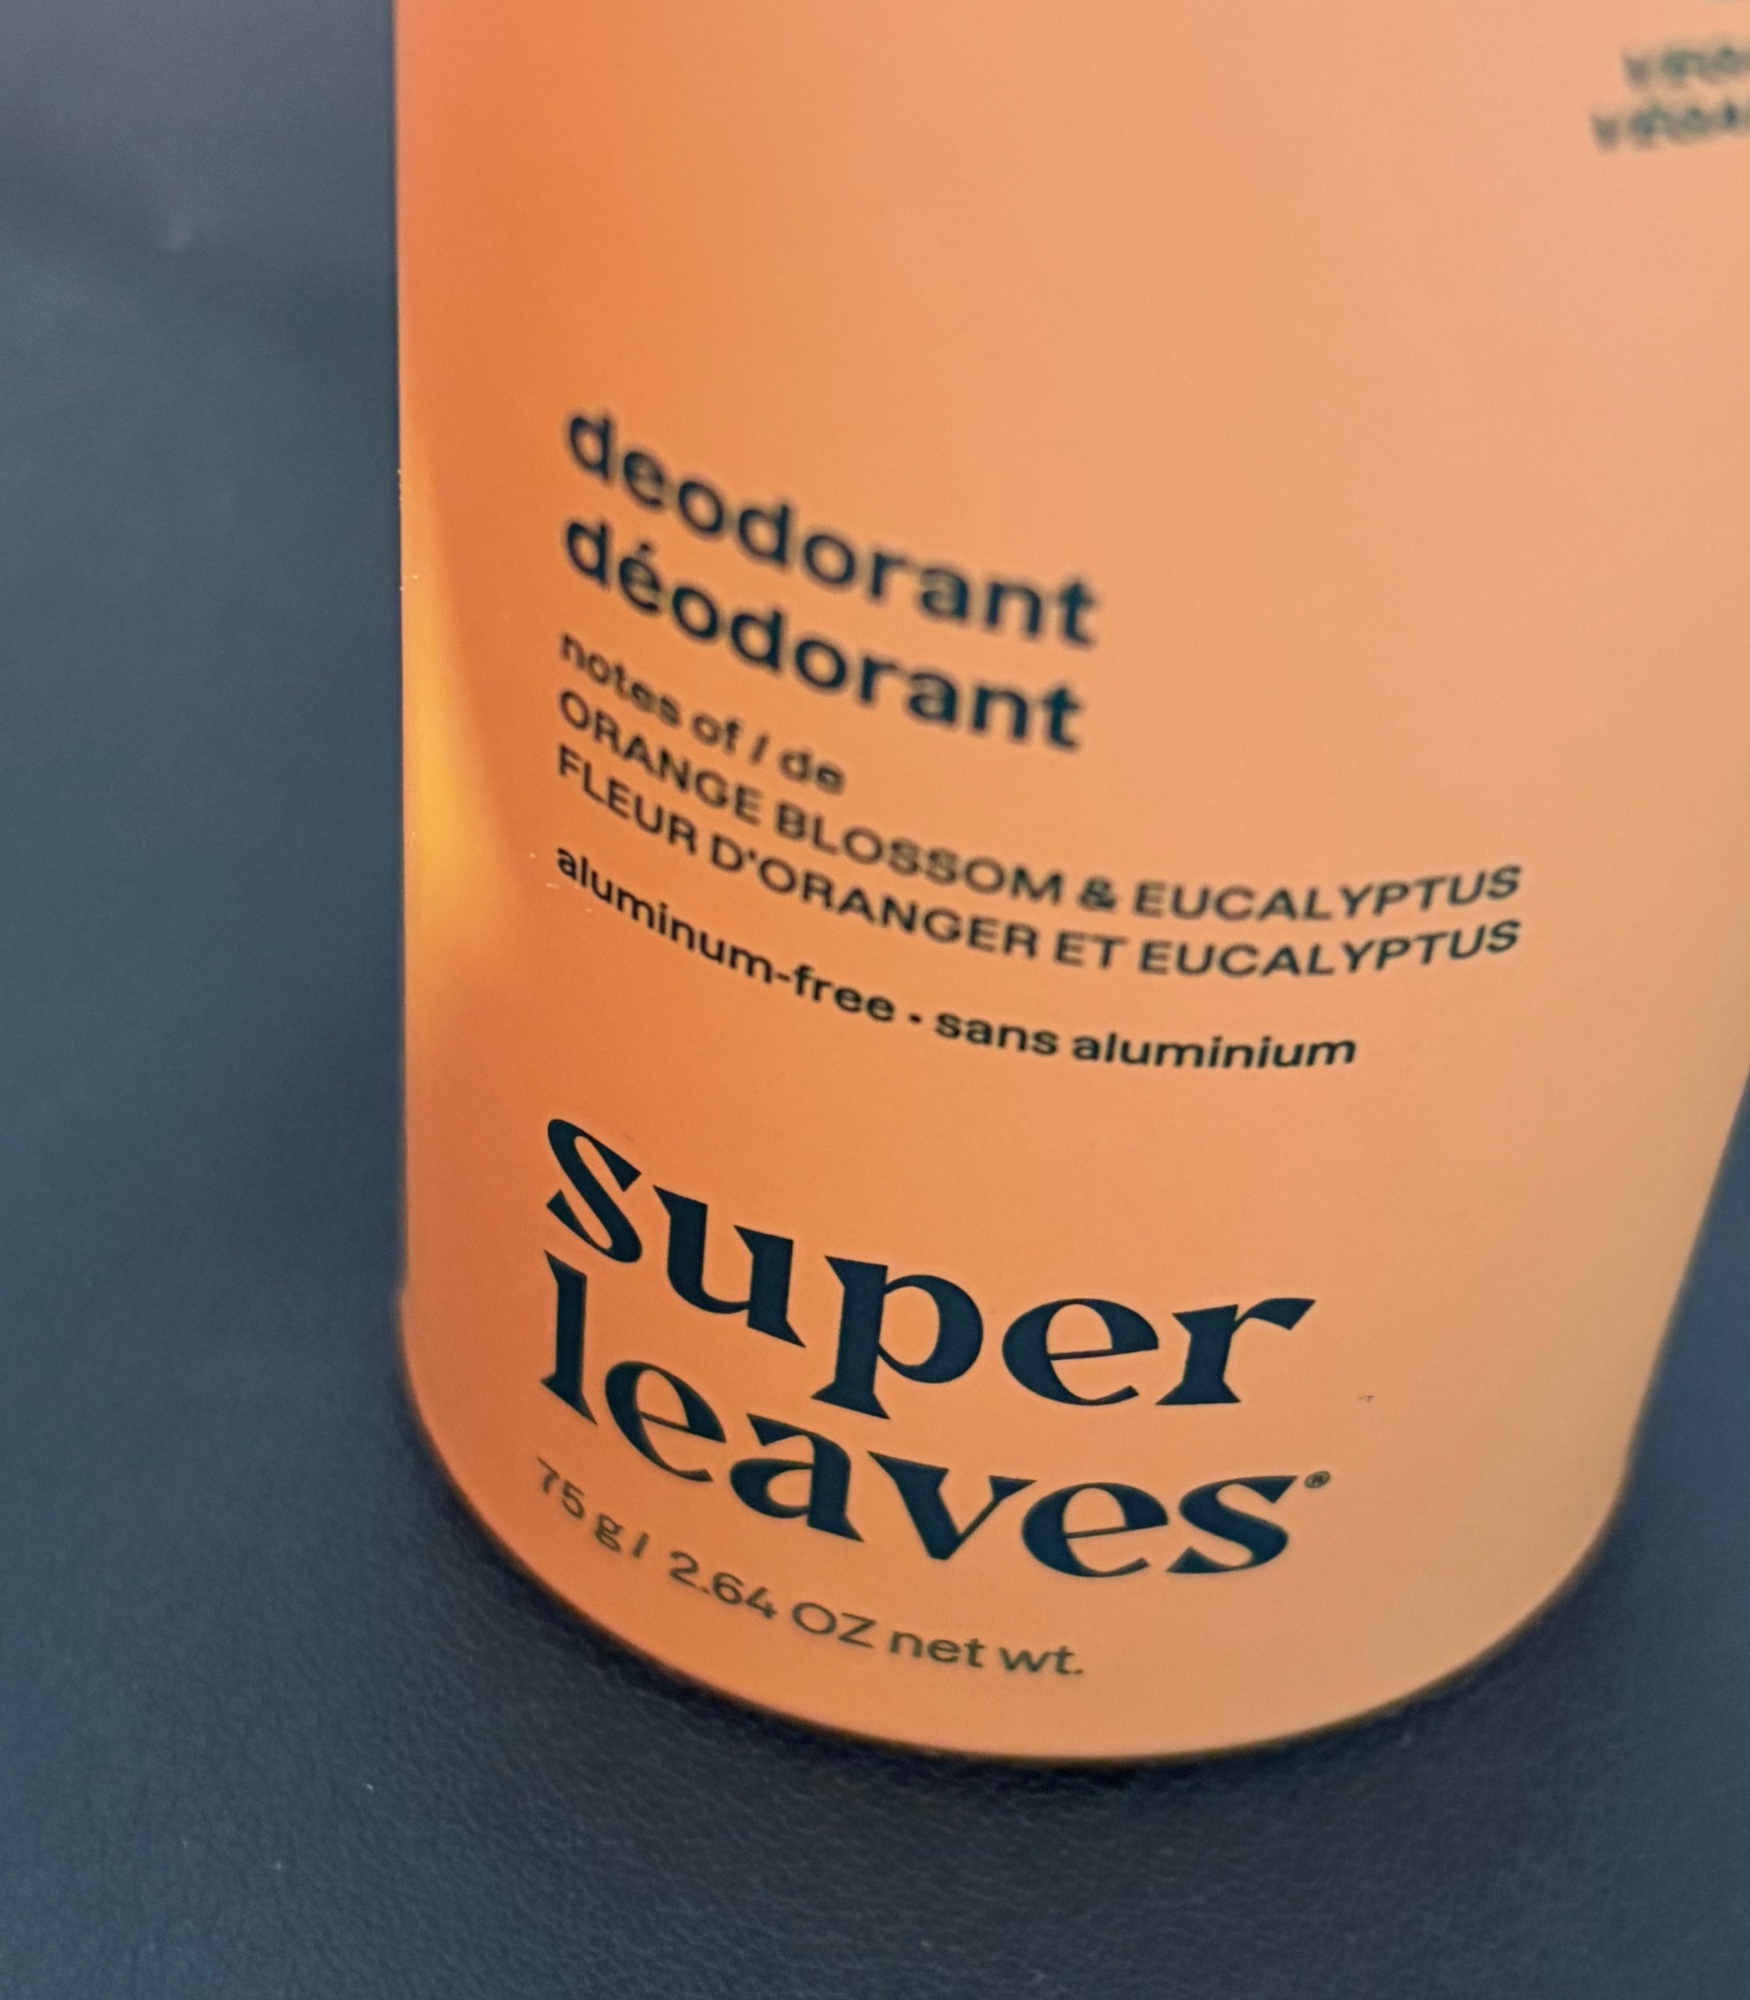 deodorant
déodorant
notes of / de
ORANGE BLOSSOM & EUCALYPTUS
FLEUR D'ORANGER ET EUCALYPTUS
aluminum-free • sans aluminium
super
leaves®
75 g / 2.64 OZ net wt.